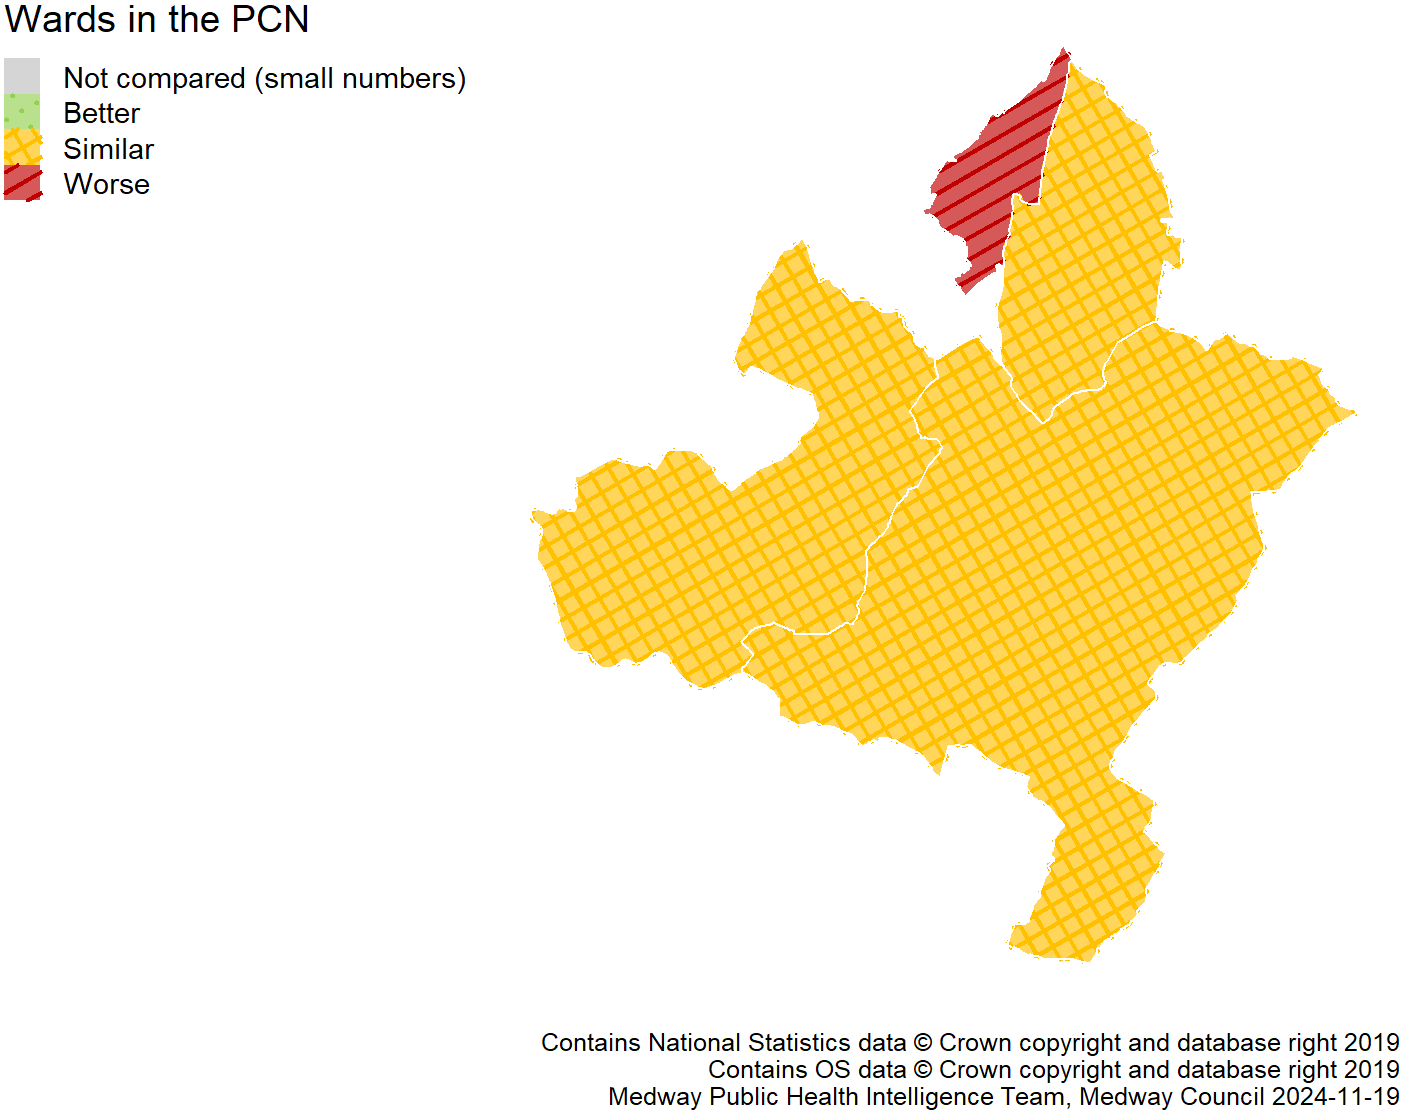 Wards in the PCN
Not compared (small numbers)
Better
Similar
Worse
Contains National Statistics data © Crown copyright and database right 2019
Contains OS data © Crown copyright and database right 2019
Medway Public Health Intelligence Team, Medway Council 2024-11-19